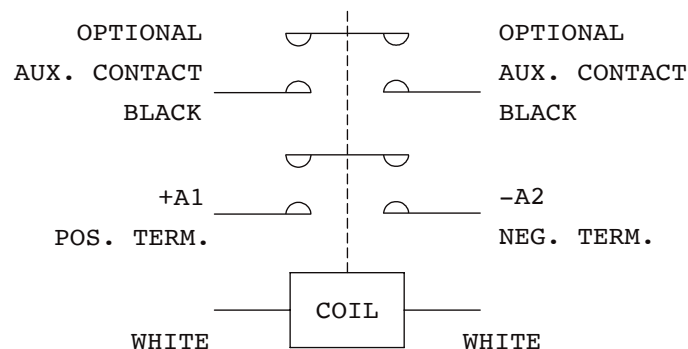 OPTIONAL OPTIONAL
AUX. CONTACT AUX. CONTACT
BLACK BLACK
+A1 -A2
POS. TERM. NEG. TERM.
COIL
WHITE WHITE